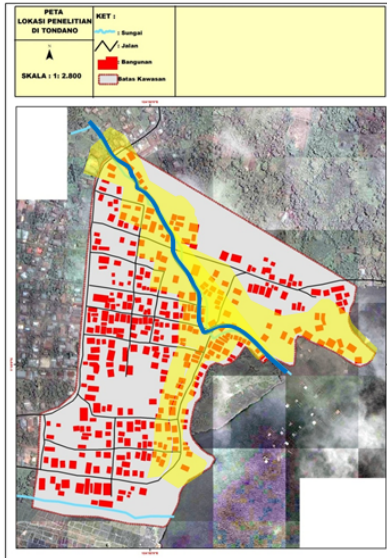 PETA
LOKASI PENELITIAN
DI TONDANO
SKALA : 1: 2.800
KET :
: Sungai
: Jalan
: Bangunan
Batas Kawasan